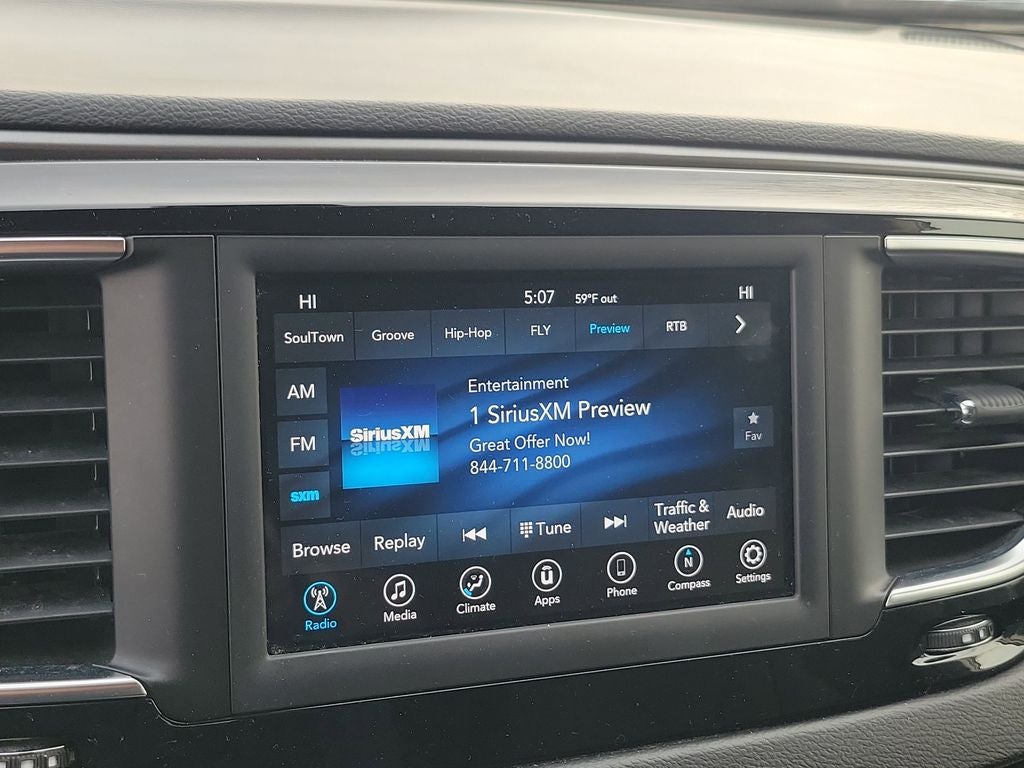 HI 5:07 59°F out HI
SoulTown Groove Hip-Hop FLY Preview RTB
AM
FM
sxm
SiriusXM
Entertainment
1 SiriusXM Preview
Great Offer Now!
844-711-8800
Fav
Browse Replay Tune Traffic &
Weather Audio
Radio Media Climate Apps Phone N Compass Settings